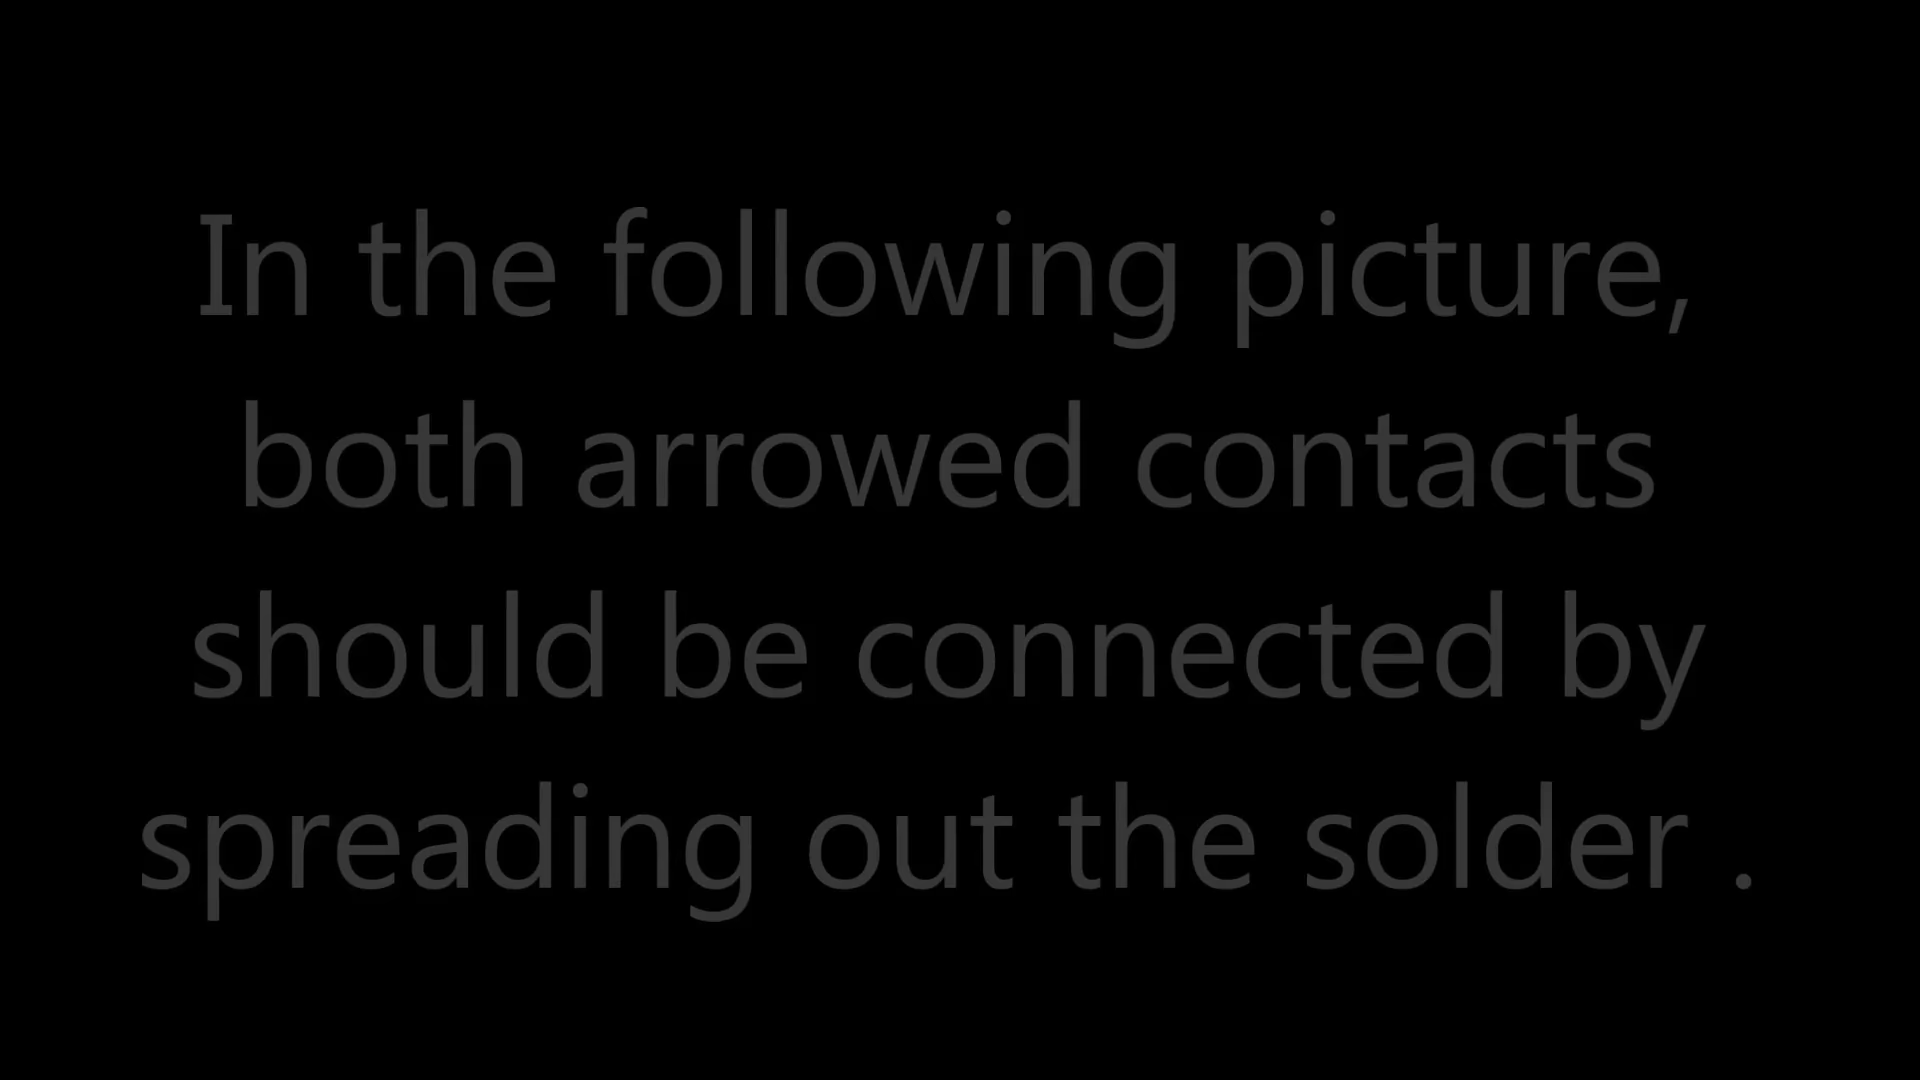 In the following picture,
both arrowed contacts
should be connected by
spreading out the solder .